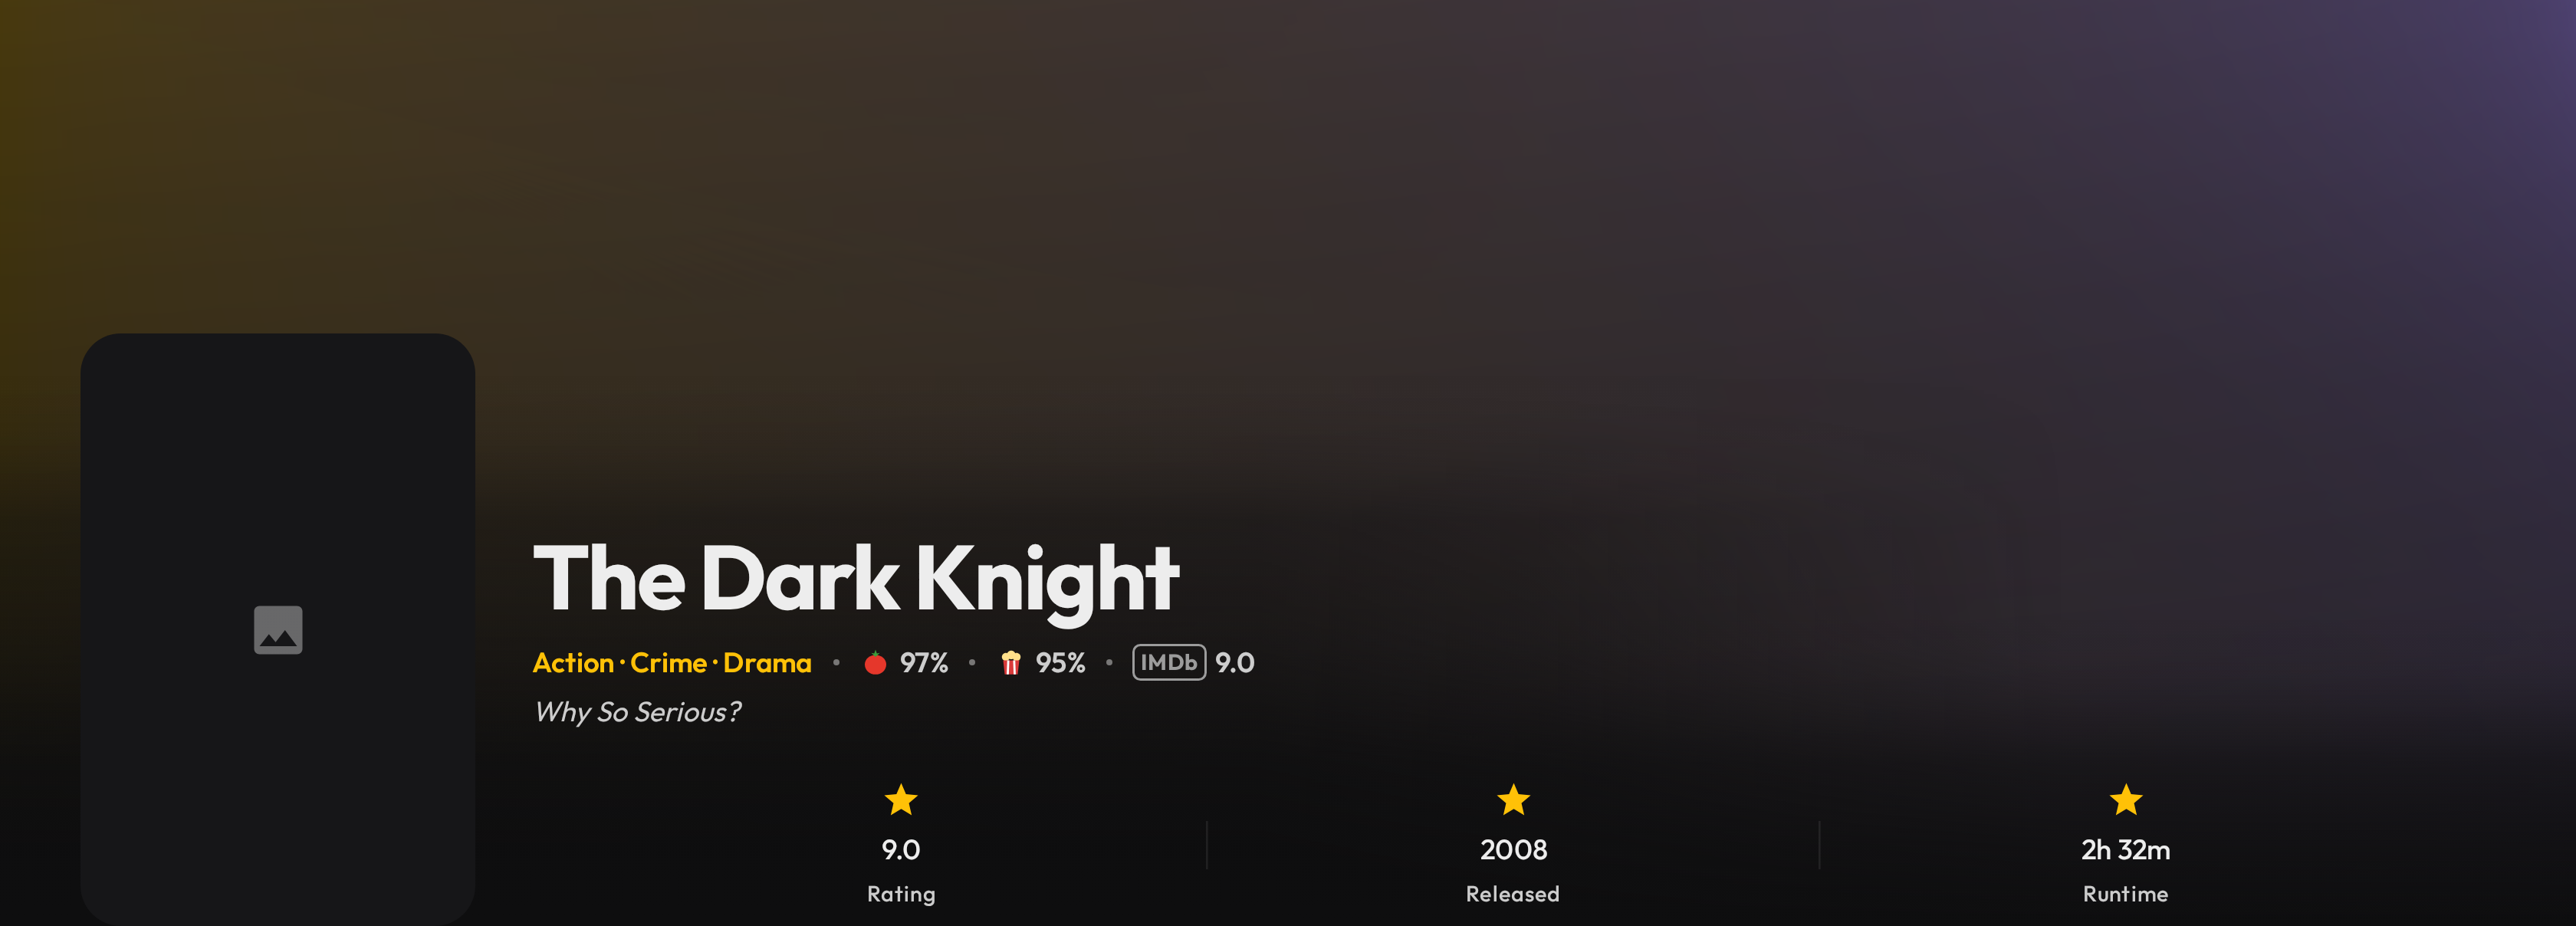 The Dark Knight
Action · Crime · Drama • 97% • 95% • IMDb 9.0
Why So Serious?
9.0 2008 2h 32m
Rating Released Runtime